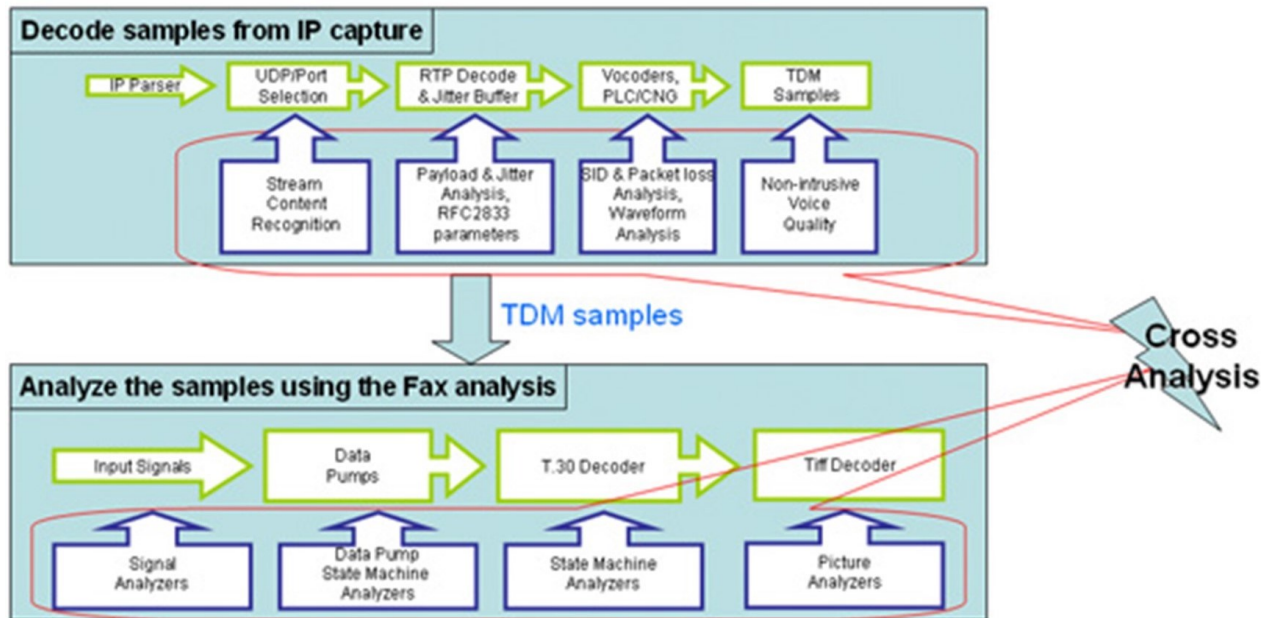 Decode samples from IP capture
IP Parser
UDP/Port
Selection
RTP Decode
& Jitter Buffer
Vocoders,
PLC/CNG
TDM
Samples
Stream
Content
Recognition
Payload & Jitter
Analysis,
RFC2833
parameters
SID & Packet loss
Analysis,
Waveform
Analysis
Non-intrusive
Voice
Quality
TDM samples
Cross
Analysis
Analyze the samples using the Fax analysis
Input Signals
Data
Pumps
T.30 Decoder
Tiff Decoder
Signal
Analyzers
Data Pump
State Machine
Analyzers
State Machine
Analyzers
Picture
Analyzers